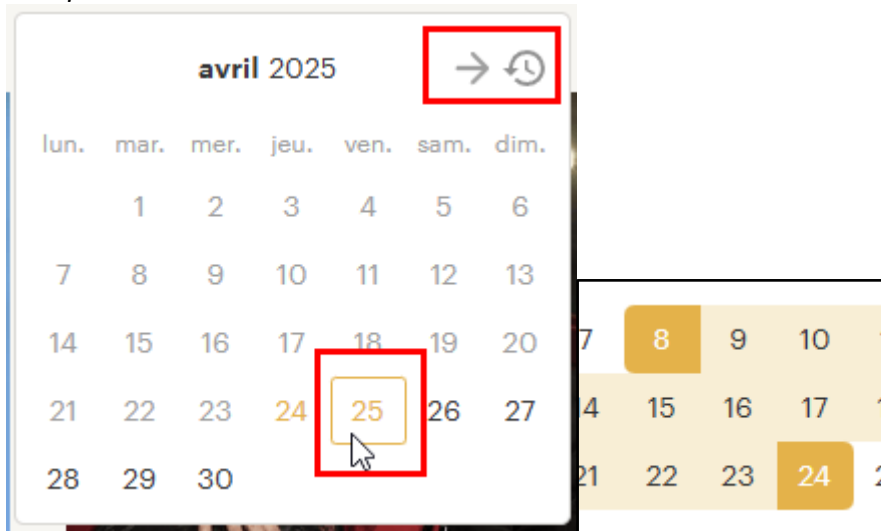 avril 2025
lun. mar. mer. jeu. ven. sam. dim.
1 2 3 4 5 6
7 8 9 10 11 12 13
14 15 16 17 18 19 20
21 22 23 24 25 26 27
28 29 30
7 8 9 10
14 15 16 17
21 22 23 24